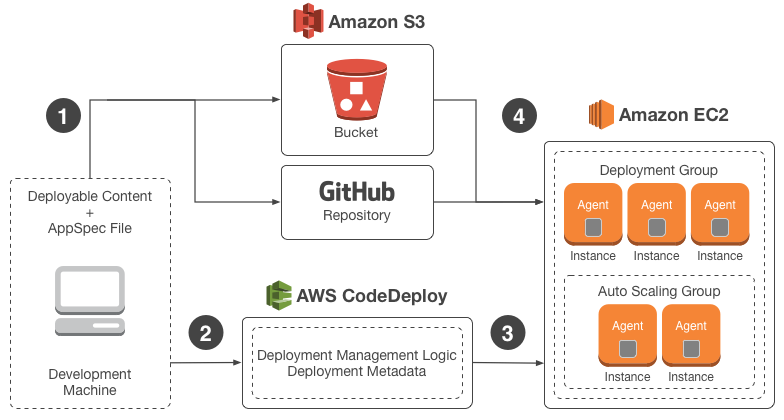 Amazon S3
1
Bucket
4
Amazon EC2
GitHub
Repository
Deployable Content
+
AppSpec File
Development
Machine
2
AWS CodeDeploy
Deployment Management Logic
Deployment Metadata
3
Deployment Group
Agent Agent Agent
Instance Instance Instance
Auto Scaling Group
Agent Agent
Instance Instance